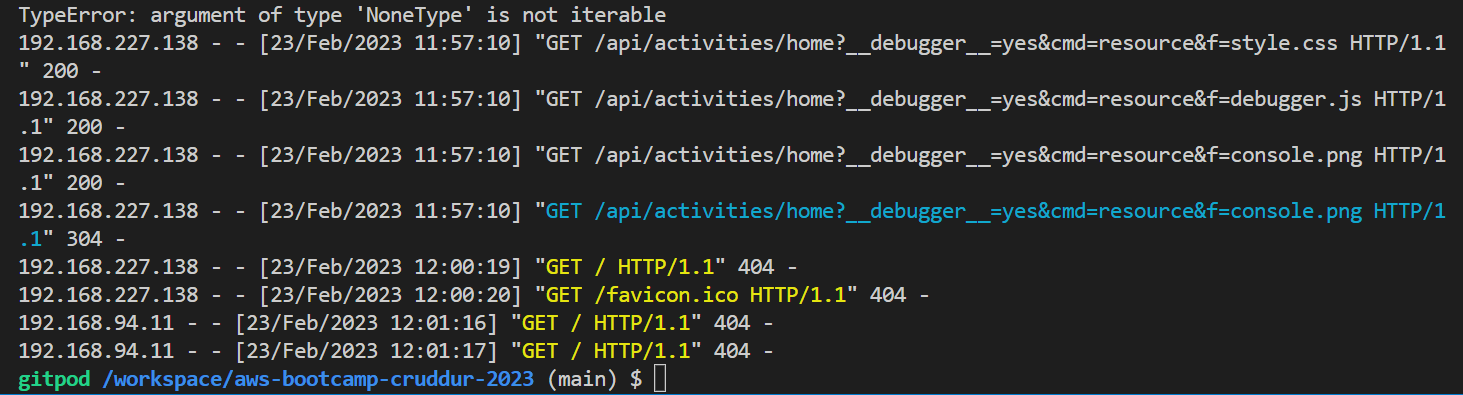 TypeError: argument of type 'NoneType' is not iterable
192.168.227.138 - - [23/Feb/2023 11:57:10] "GET /api/activities/home?__debugger__=yes&cmd=resource&f=style.css HTTP/1.1
" 200 -
192.168.227.138 - - [23/Feb/2023 11:57:10] "GET /api/activities/home?__debugger__=yes&cmd=resource&f=debugger.js HTTP/1
.1" 200 -
192.168.227.138 - - [23/Feb/2023 11:57:10] "GET /api/activities/home?__debugger__=yes&cmd=resource&f=console.png HTTP/1
.1" 200 -
192.168.227.138 - - [23/Feb/2023 11:57:10] "GET /api/activities/home?__debugger__=yes&cmd=resource&f=console.png HTTP/1
.1" 304 -
192.168.227.138 - - [23/Feb/2023 12:00:19] "GET / HTTP/1.1" 404 -
192.168.227.138 - - [23/Feb/2023 12:00:20] "GET /favicon.ico HTTP/1.1" 404 -
192.168.94.11 - - [23/Feb/2023 12:01:16] "GET / HTTP/1.1" 404 -
192.168.94.11 - - [23/Feb/2023 12:01:17] "GET / HTTP/1.1" 404 -
gitpod /workspace/aws-bootcamp-cruddur-2023 (main) $